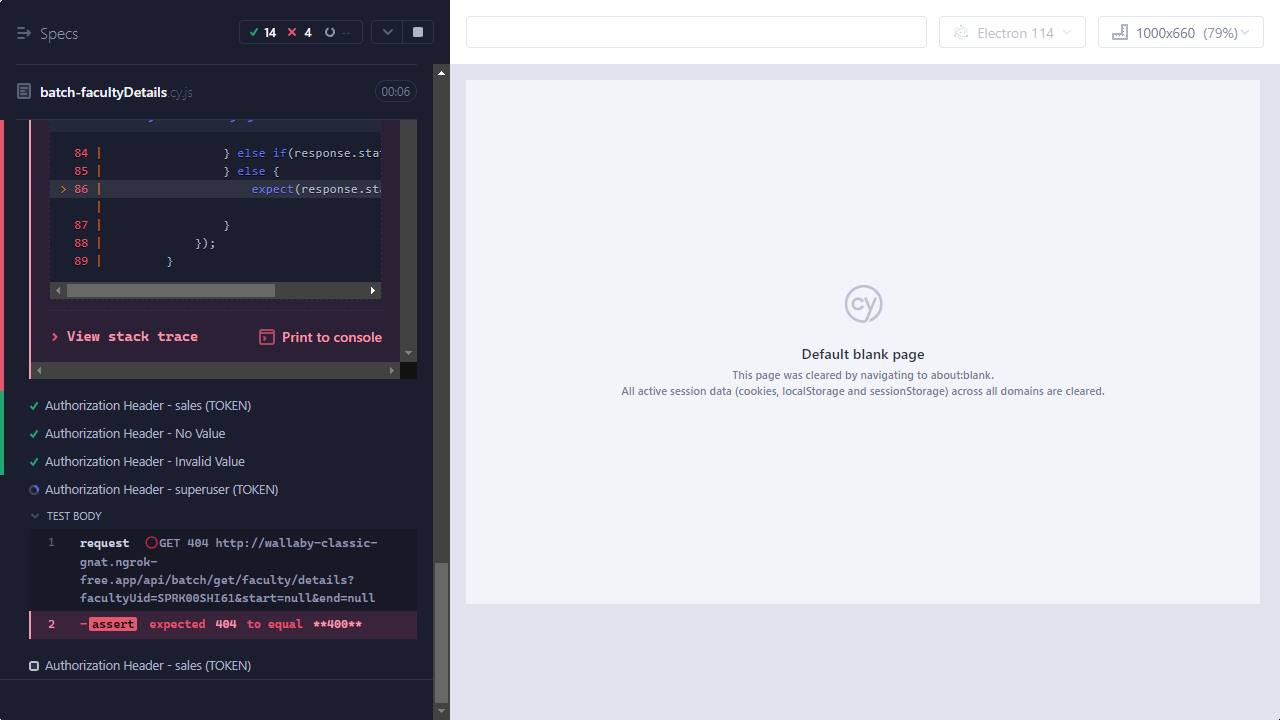 Specs
14
4
--
Electron 114
1000x660 (79%)
batch-facultyDetails.cy.js
00:06
84 | } else if(response.sta
85 | } else {
> 86 | expect(response.sta
|
87 | }
88 | });
89 | }
View stack trace
Print to console
Authorization Header - sales (TOKEN)
Authorization Header - No Value
Authorization Header - Invalid Value
Authorization Header - superuser (TOKEN)
TEST BODY
1 request GET 404 http://wallaby-classic-
gnat.ngrok-
free.app/api/batch/get/faculty/details?
facultyUid=SPRK00SHI61&start=null&end=null
2 -assert expected 404 to equal **400**
Authorization Header - sales (TOKEN)
cy
Default blank page
This page was cleared by navigating to about:blank.
All active session data (cookies, localStorage and sessionStorage) across all domains are cleared.